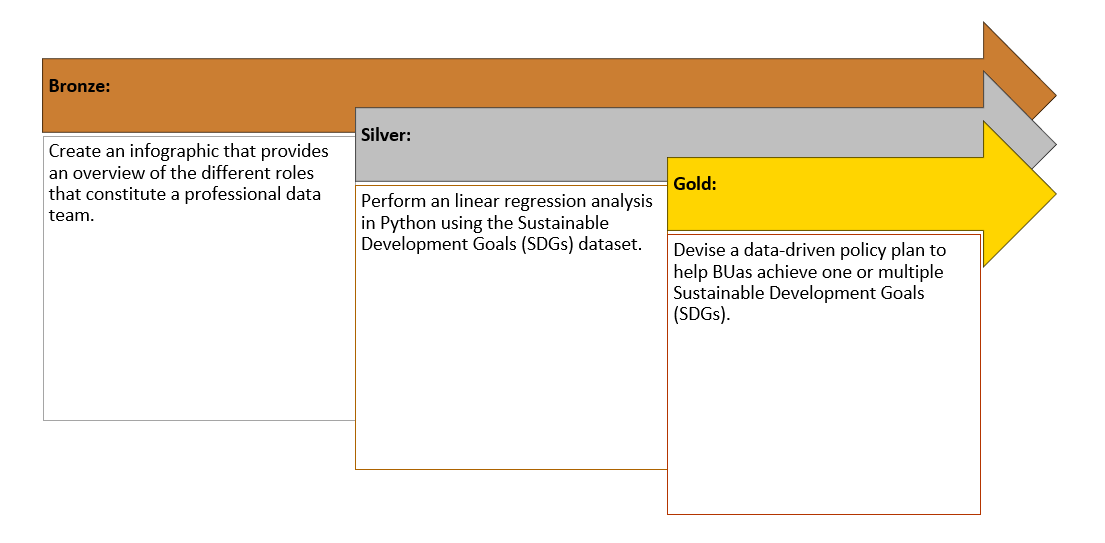 Bronze:
Create an infographic that provides
an overview of the different roles
that constitute a professional data
team.
Silver:
Perform an linear regression analysis
in Python using the Sustainable
Development Goals (SDGs) dataset.
Gold:
Devise a data-driven policy plan to
help BUas achieve one or multiple
Sustainable Development Goals
(SDGs).